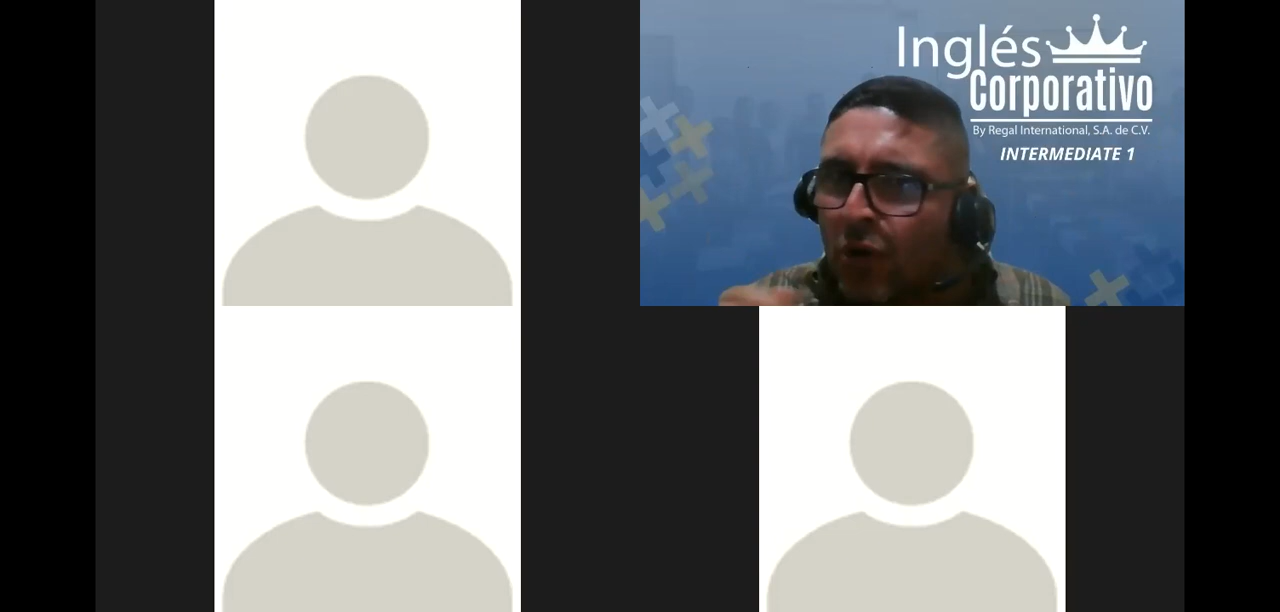 Inglés
Corporativo
By Regal International, S.A. de C.V.
INTERMEDIATE 1